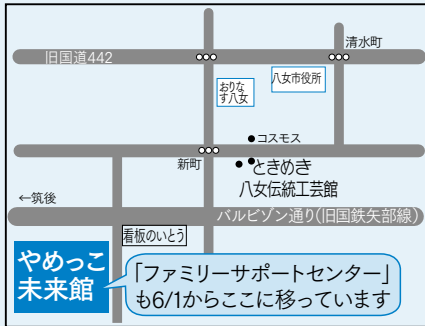 清水町
旧国道442
おりな
す八女
八女市役所
●コスモス
新町
●ときめき
●八女伝統工芸館
←筑後
バルビゾン通り(旧国鉄矢部線)
看板のいとう
やめっこ
未来館
「ファミリーサポートセンター」
も6/1からここに移っています